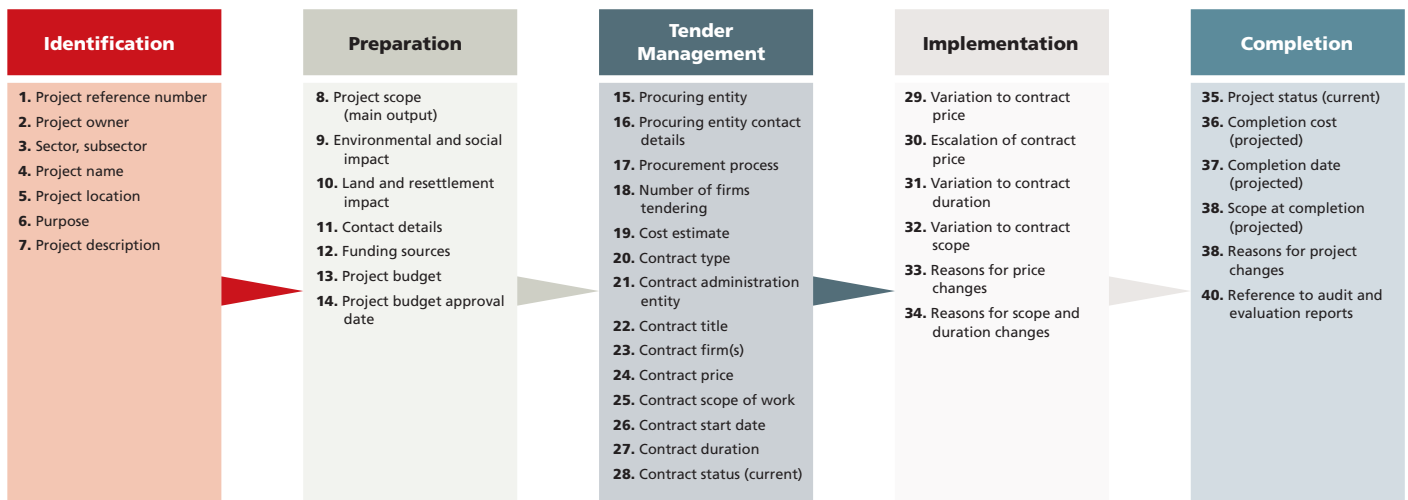 Identification
1. Project reference number
2. Project owner
3. Sector, subsector
4. Project name
5. Project location
6. Purpose
7. Project description
Preparation
8. Project scope
(main output)
9. Environmental and social
impact
10. Land and resettlement
impact
11. Contact details
12. Funding sources
13. Project budget
14. Project budget approval
date
Tender
Management
15. Procuring entity
16. Procuring entity contact
details
17. Procurement process
18. Number of firms
tendering
19. Cost estimate
20. Contract type
21. Contract administration
entity
22. Contract title
23. Contract firm(s)
24. Contract price
25. Contract scope of work
26. Contract start date
27. Contract duration
28. Contract status (current)
Implementation
29. Variation to contract
price
30. Escalation of contract
price
31. Variation to contract
duration
32. Variation to contract
scope
33. Reasons for price
changes
34. Reasons for scope and
duration changes
Completion
35. Project status (current)
36. Completion cost
(projected)
37. Completion date
(projected)
38. Scope at completion
(projected)
38. Reasons for project
changes
40. Reference to audit and
evaluation reports